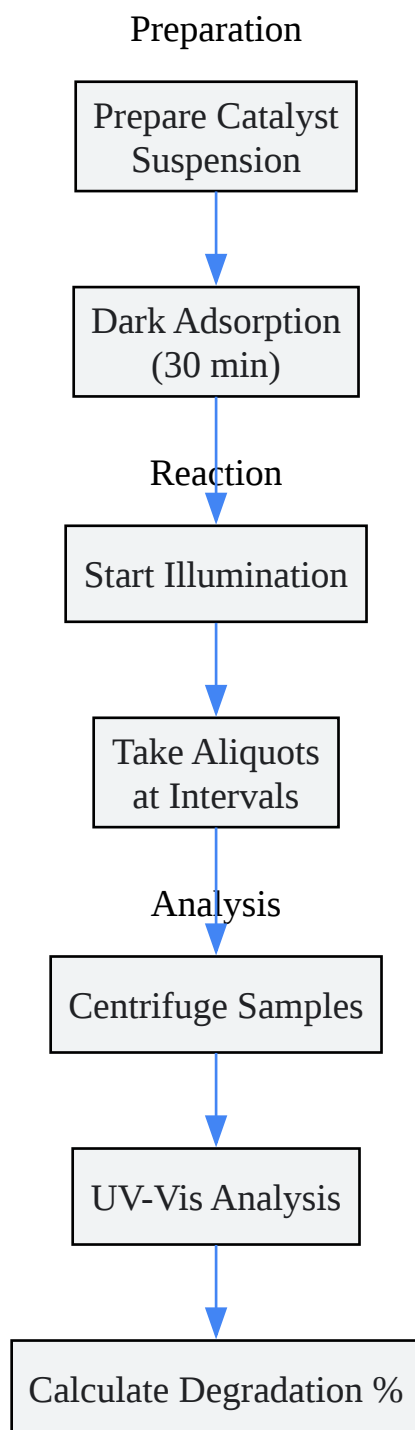 Preparation
Prepare Catalyst
Suspension
Dark Adsorption
(30 min)
Reaction
Start Illumination
Take Aliquots
at Intervals
Analysis
Centrifuge Samples
UV-Vis Analysis
Calculate Degradation %